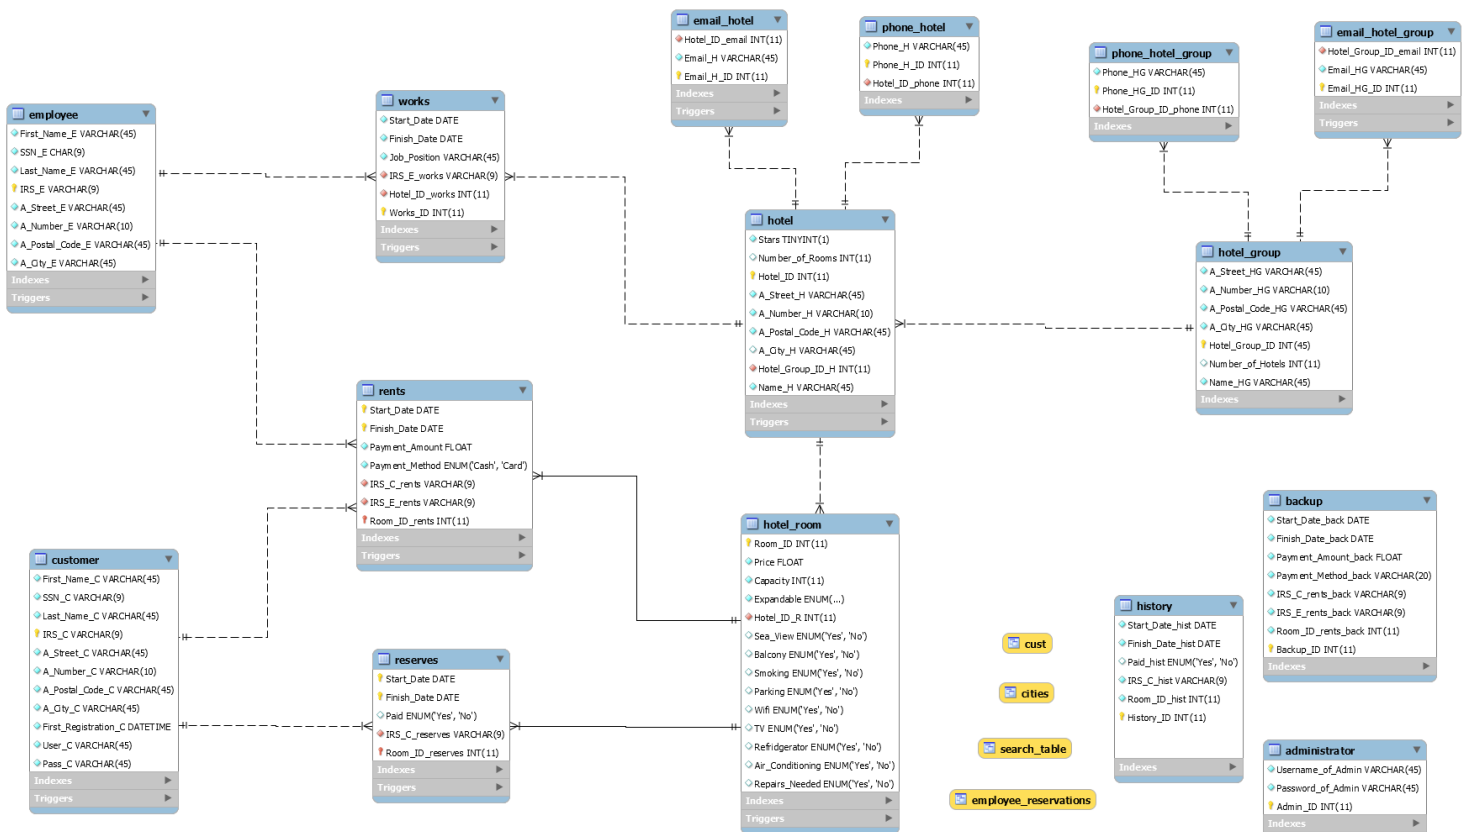 email_hotel
Hotel_ID_email INT(11)
Email_H VARCHAR(45)
Email_H_ID INT(11)
Indexes
Triggers
phone_hotel
Phone_H VARCHAR(45)
Phone_H_ID INT(11)
Hotel_ID_phone INT(11)
Indexes
phone_hotel_group
Phone_HG VARCHAR(45)
Phone_HG_ID INT(11)
Hotel_Group_ID_phone INT(11)
Indexes
email_hotel_group
Hotel_Group_ID_email INT(11)
Email_HG VARCHAR(45)
Email_HG_ID INT(11)
Indexes
Triggers
employee
First_Name_E VARCHAR(45)
SSN_E CHAR(9)
Last_Name_E VARCHAR(45)
IRS_E VARCHAR(9)
A_Street_E VARCHAR(45)
A_Number_E VARCHAR(10)
A_Postal_Code_E VARCHAR(45)
A_City_E VARCHAR(45)
Indexes
Triggers
works
Start_Date DATE
Finish_Date DATE
Job_Position VARCHAR(45)
IRS_E_works VARCHAR(9)
Hotel_ID_works INT(11)
Works_ID INT(11)
Indexes
Triggers
hotel
Stars TINYINT(1)
Number_of_Rooms INT(11)
Hotel_ID INT(11)
A_Street_H VARCHAR(45)
A_Number_H VARCHAR(10)
A_Postal_Code_H VARCHAR(45)
A_City_H VARCHAR(45)
Hotel_Group_ID_H INT(11)
Name_H VARCHAR(45)
Indexes
Triggers
hotel_group
A_Street_HG VARCHAR(45)
A_Number_HG VARCHAR(10)
A_Postal_Code_HG VARCHAR(45)
A_City_HG VARCHAR(45)
Hotel_Group_ID INT(45)
Number_of_Hotels INT(11)
Name_HG VARCHAR(45)
Indexes
rents
Start_Date DATE
Finish_Date DATE
Payment_Amount FLOAT
Payment_Method ENUM('Cash', 'Card')
IRS_C_rents VARCHAR(9)
IRS_E_rents VARCHAR(9)
Room_ID_rents INT(11)
Indexes
Triggers
customer
First_Name_C VARCHAR(45)
SSN_C VARCHAR(9)
Last_Name_C VARCHAR(45)
IRS_C VARCHAR(9)
A_Street_C VARCHAR(45)
A_Number_C VARCHAR(10)
A_Postal_Code_C VARCHAR(45)
A_City_C VARCHAR(45)
First_Registration_C DATETIME
User_C VARCHAR(45)
Pass_C VARCHAR(45)
Indexes
Triggers
reserves
Start_Date DATE
Finish_Date DATE
Paid ENUM('Yes', 'No')
IRS_C_reserves VARCHAR(9)
Room_ID_reserves INT(11)
Indexes
Triggers
hotel_room
Room_ID INT(11)
Price FLOAT
Capacity INT(11)
Expandable ENUM(...)
Hotel_ID_R INT(11)
Sea_View ENUM('Yes', 'No')
Balcony ENUM('Yes', 'No')
Smoking ENUM('Yes', 'No')
Parking ENUM('Yes', 'No')
Wifi ENUM('Yes', 'No')
TV ENUM('Yes', 'No')
Refidgerator ENUM('Yes', 'No')
Air_Conditioning ENUM('Yes', 'No')
Repairs_Needed ENUM('Yes', 'No')
Indexes
Triggers
cust
cities
search_table
employee_reservations
history
Start_Date_hist DATE
Finish_Date_hist DATE
Paid_hist ENUM('Yes', 'No')
IRS_C_hist VARCHAR(9)
Room_ID_hist INT(11)
History_ID INT(11)
Indexes
backup
Start_Date_back DATE
Finish_Date_back DATE
Payment_Amount_back FLOAT
Payment_Method_back VARCHAR(20)
IRS_C_rents_back VARCHAR(9)
IRS_E_rents_back VARCHAR(9)
Room_ID_rents_back INT(11)
Backup_ID INT(11)
Indexes
administrator
Username_of_Admin VARCHAR(45)
Password_of_Admin VARCHAR(45)
Admin_ID INT(11)
Indexes